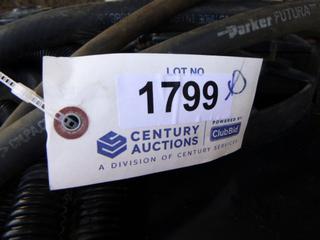 Parker FUTURA
LOT NO
1799
CENTURY
AUCTIONS
POWERED BY
ClubBid
A DIVISION OF CENTURY SERVICES